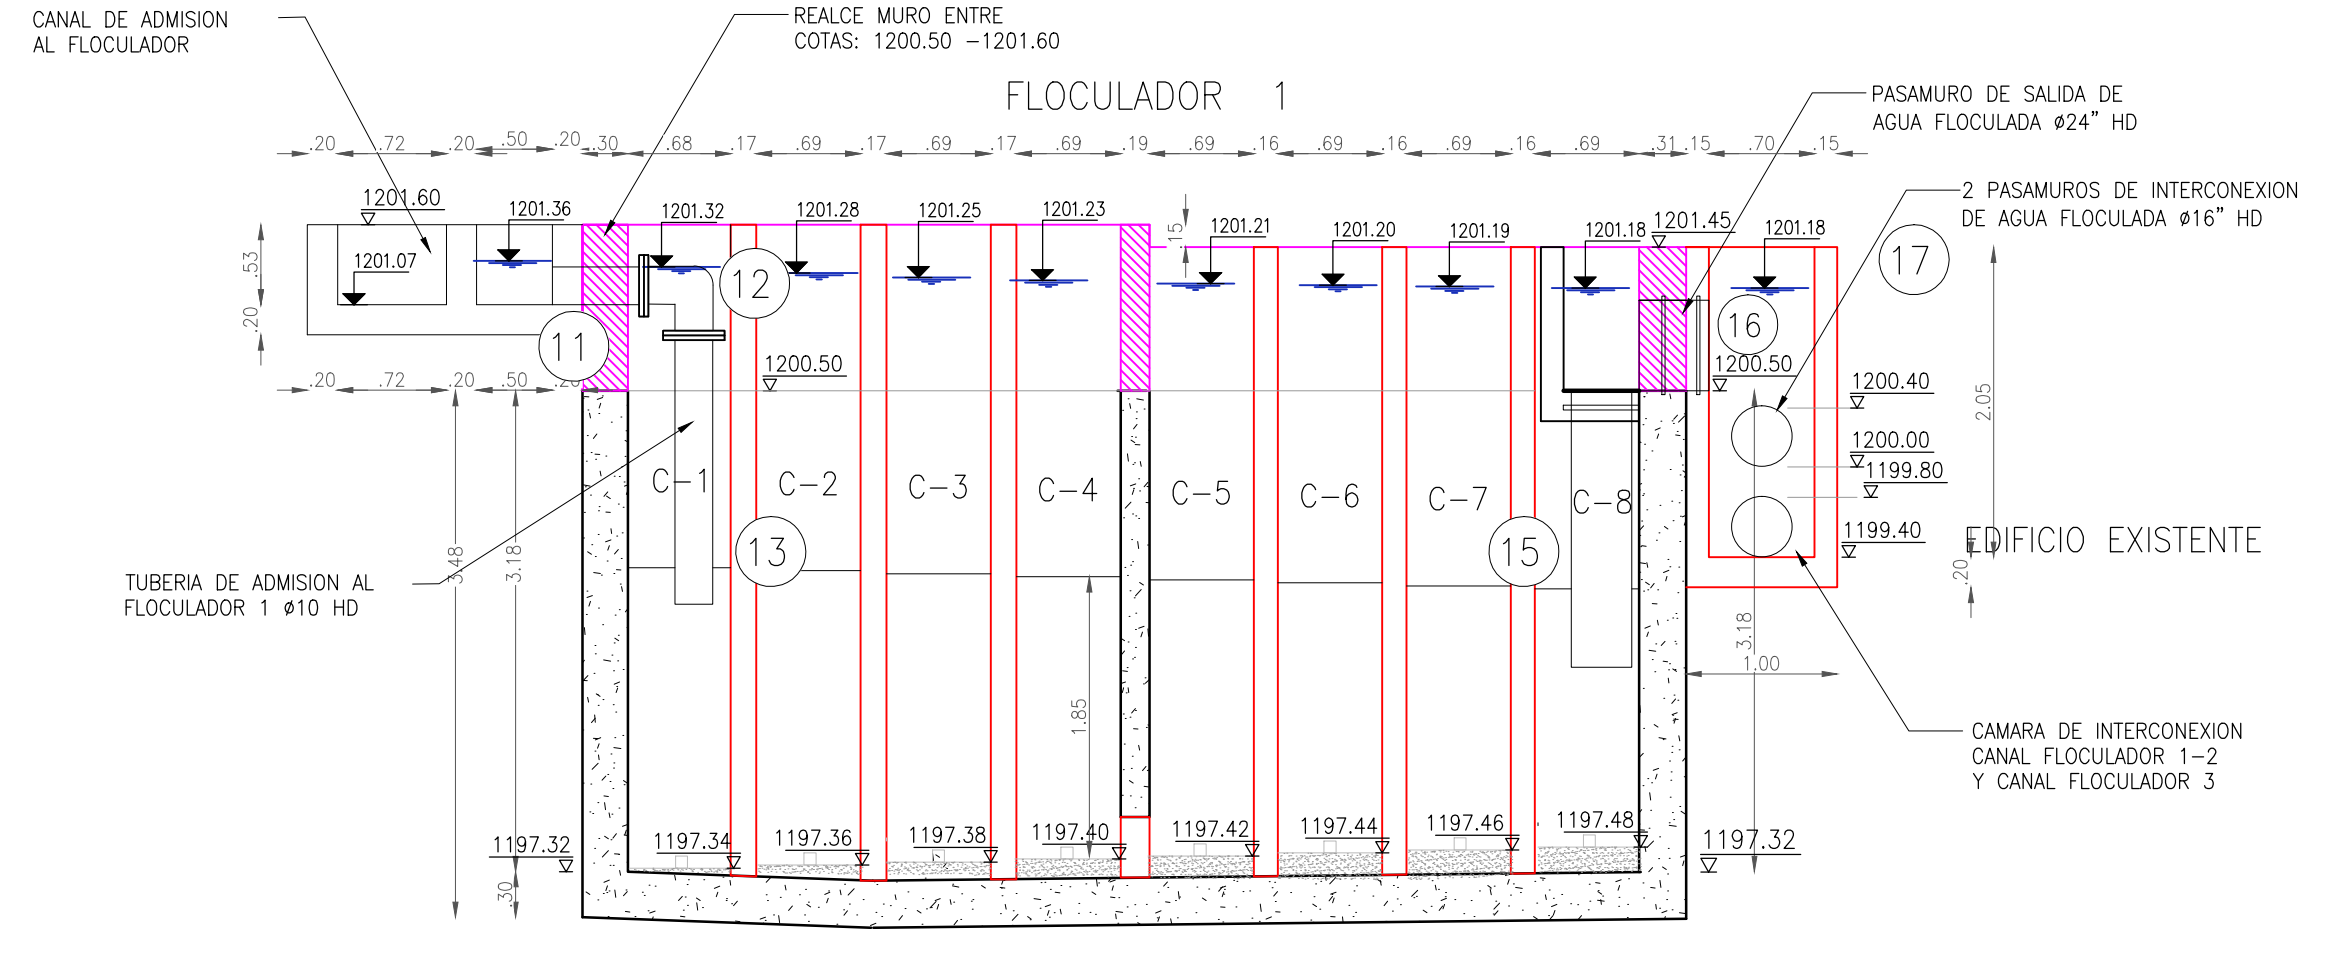 CANAL DE ADMISION
AL FLOCULADOR
REALCE MURO ENTRE
COTAS: 1200.50 -1201.60
FLOCULADOR 1
PASAMURO DE SALIDA DE
AGUA FLOCULADA ø24" HD
.20 .72 .20 .50 .20 .30 .68 .17 .69 .17 .69 .17 .69 .19 .69 .16 .69 .16 .69 .16 .69 .31 .15 .70 .15
2 PASAMUROS DE INTERCONEXION
DE AGUA FLOCULADA ø16" HD
1201.60
1201.36
1201.32
1201.28
1201.25
1201.23
1201.21
1201.20
1201.19
1201.18
1201.45
1201.18
.15
17
.53
1201.07
12
.20
11
16
1200.50
1200.50
.20 .72 .20 .50
1200.40
2.05
1200.00
1199.80
C-1
C-2
C-3
C-4
C-5
C-6
C-7
C-8
13
15
1199.40
EDIFICIO EXISTENTE
3.48
3.18
.20
TUBERIA DE ADMISION AL
FLOCULADOR 1 ø10 HD
3.18
1.00
1.85
CAMARA DE INTERCONEXION
CANAL FLOCULADOR 1-2
Y CANAL FLOCULADOR 3
1197.32
1197.34
1197.36
1197.38
1197.40
1197.42
1197.44
1197.46
1197.48
1197.32
.30